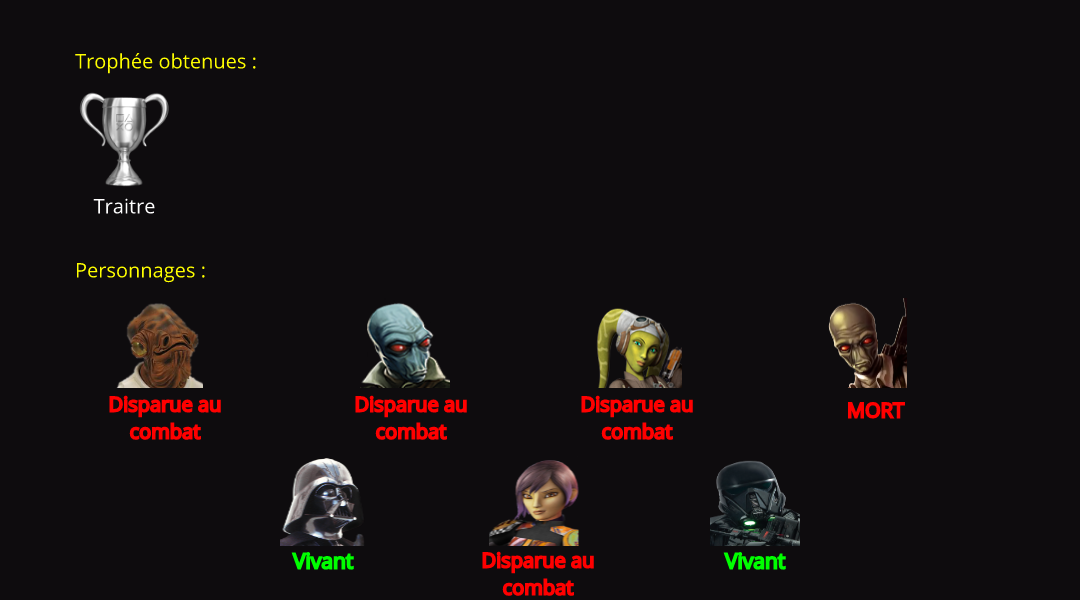 Trophée obtenues :
Traitre
Personnages :
Disparue au
combat
Disparue au
combat
Disparue au
combat
MORT
Vivant
Disparue au
combat
Vivant